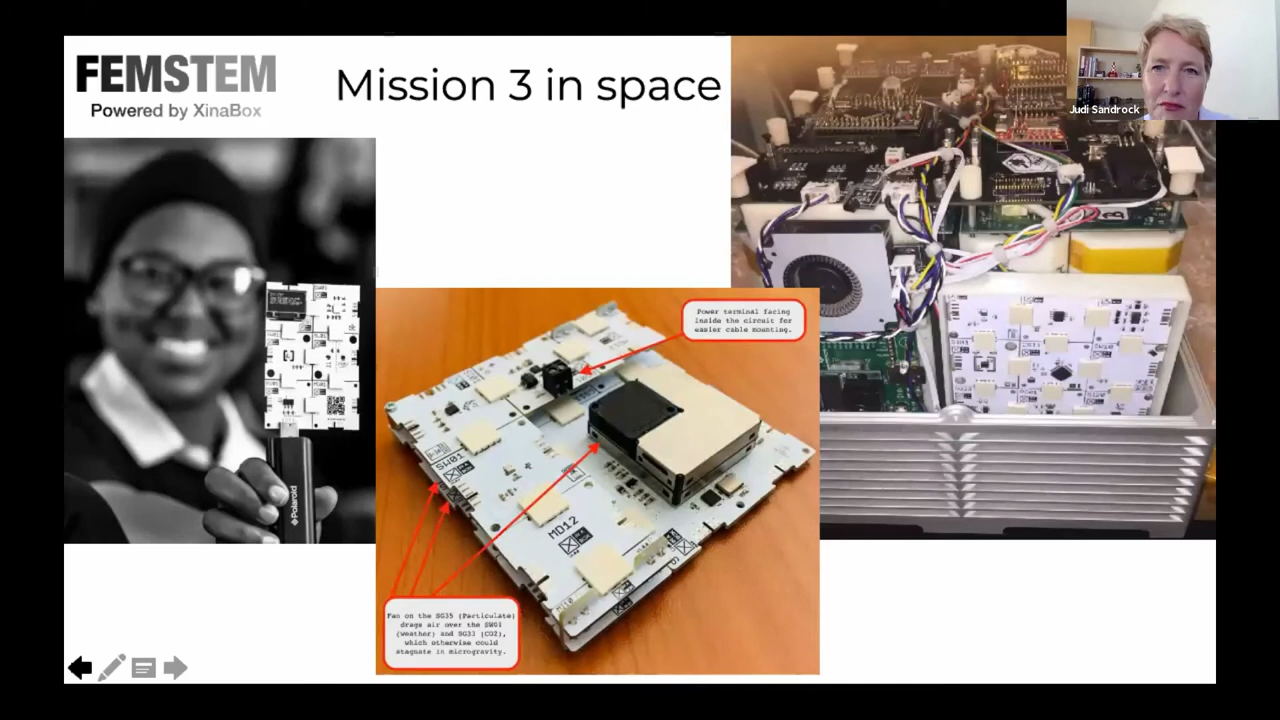 FEMSTEM
Powered by XinaBox
Mission 3 in space
Judi Sandrock
Power terminal facing
inside the circuit for
easier cable mounting.
SW01
MD12
Polaroid
Fan on the SG35 (Particulate)
drags air over the SW01
(weather) and SG33 (CO2),
which otherwise could
stagnate in microgravity.